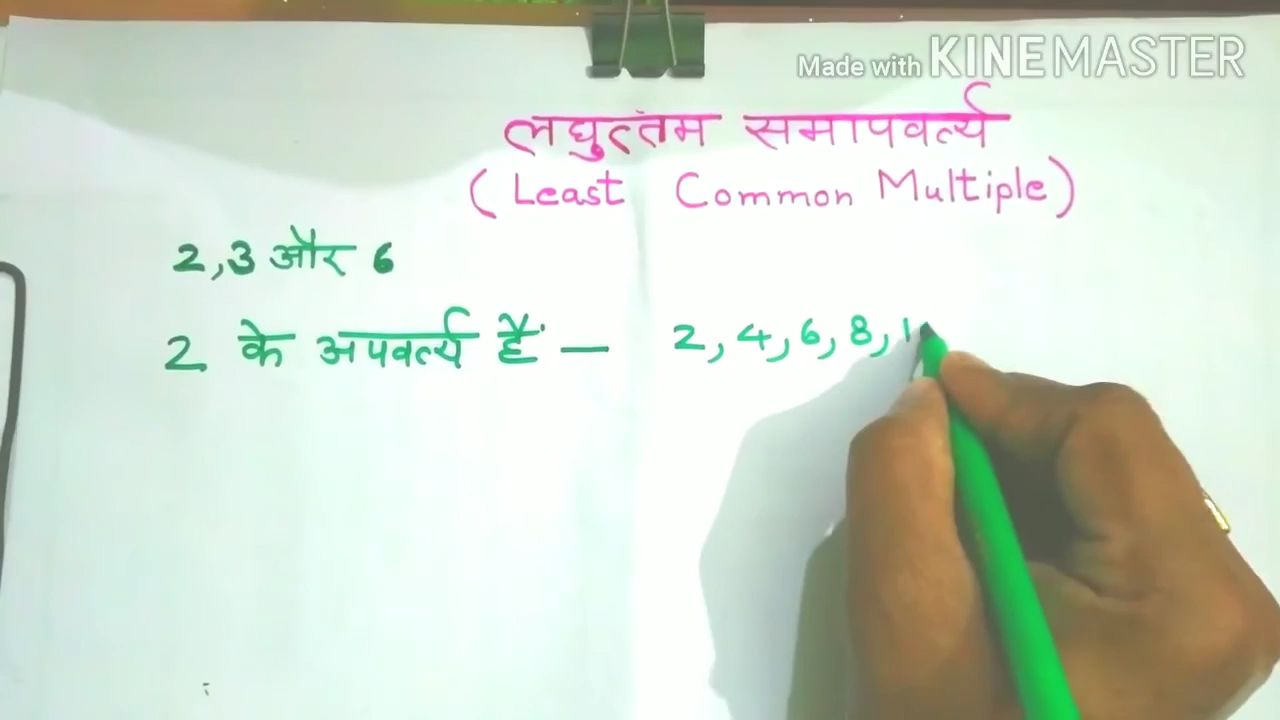 Made with KINEMASTER
लघुत्तंम समापवर्त्य
(Least Common Multiple)
2,3 और 6
2 के अपवर्त्य हैं — 2, 4, 6, 8, 1